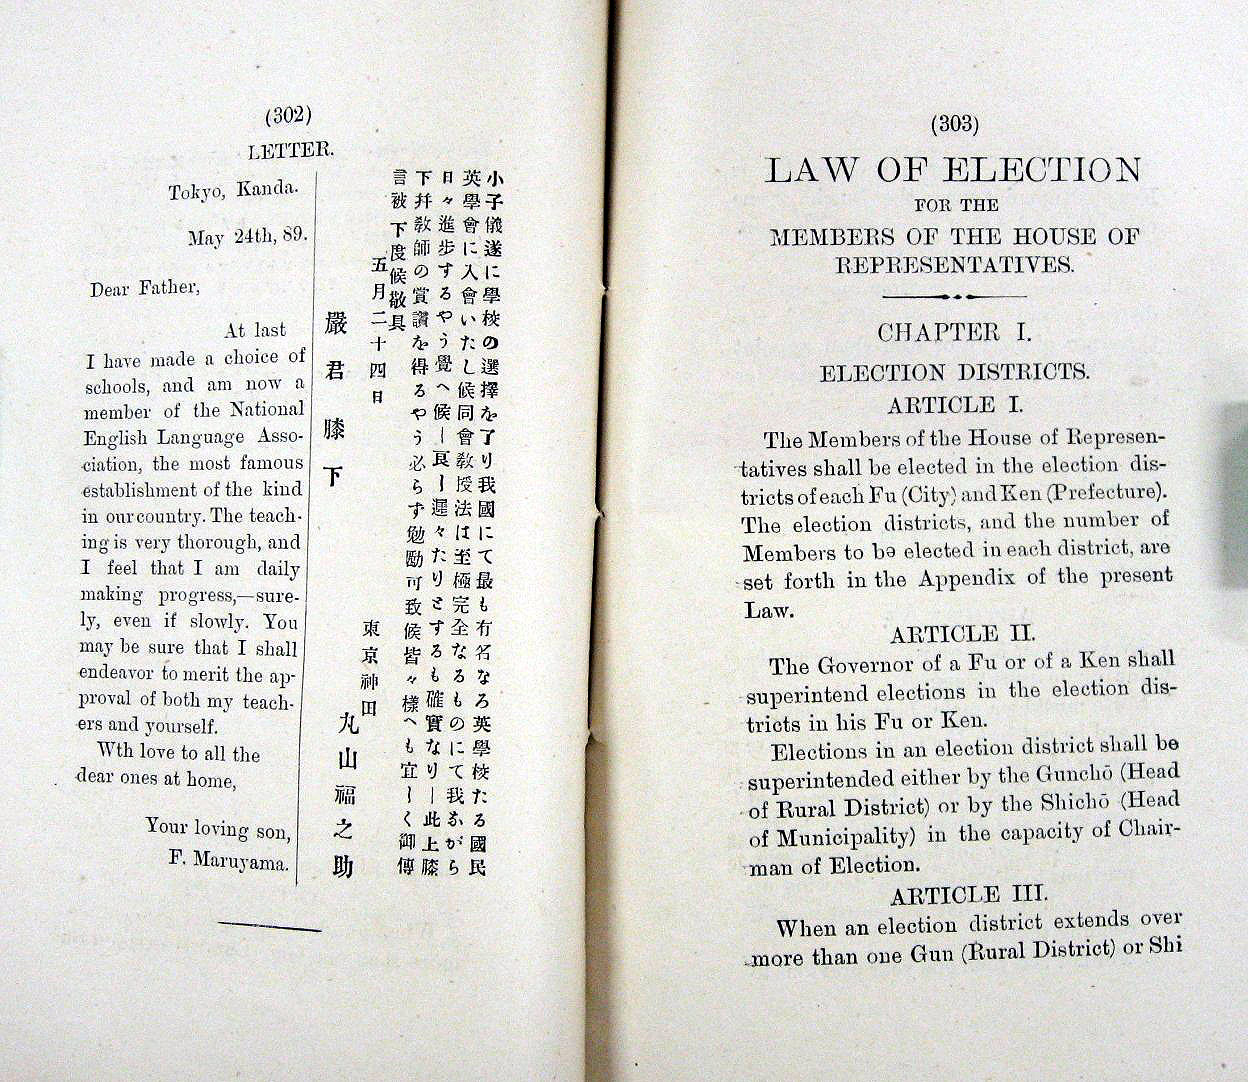 (302)
LETTER.
Tokyo, Kanda.
May 24th, 89.
Dear Father,
At last
I have made a choice of
schools, and am now a
member of the National
English Language Asso-
ciation, the most famous
establishment of the kind
in our country. The teach-
ing is very thorough, and
I feel that I am daily
making progress,—sure-
ly, even if slowly. You
may be sure that I shall
endeavor to merit the ap-
proval of both my teach-
ers and yourself.
Wth love to all the
dear ones at home,
Your loving son,
F. Maruyama.
小子儀遂に學校の選擇を了り我國にて最も有名なろ英學校たる國民
英學會に入會いたし候同會敎授法は至極完全なるものにて我ながら
日々進歩するやう覺へ候ー良ー遲々たりとするも確實なりー此上膝
下幷敎師の賞讚を得るやう必らず勉勵可致候皆々樣へも宜ーく御傳
言被下度候敬具
五月二十四日
東京神田
丸山福之助
嚴君膝下
(303)
LAW OF ELECTION
FOR THE
MEMBERS OF THE HOUSE OF
REPRESENTATIVES.
CHAPTER I.
ELECTION DISTRICTS.
ARTICLE I.
The Members of the House of Represen-
tatives shall be elected in the election dis-
tricts of each Fu (City) and Ken (Prefecture).
The election districts, and the number of
Members to be elected in each district, are
set forth in the Appendix of the present
Law.
ARTICLE II.
The Governor of a Fu or of a Ken shall
superintend elections in the election dis-
tricts in his Fu or Ken.
Elections in an election district shall be
superintended either by the Gunchō (Head
of Rural District) or by the Shichō (Head
of Municipality) in the capacity of Chair-
man of Election.
ARTICLE III.
When an election district extends over
more than one Gun (Rural District) or Shi